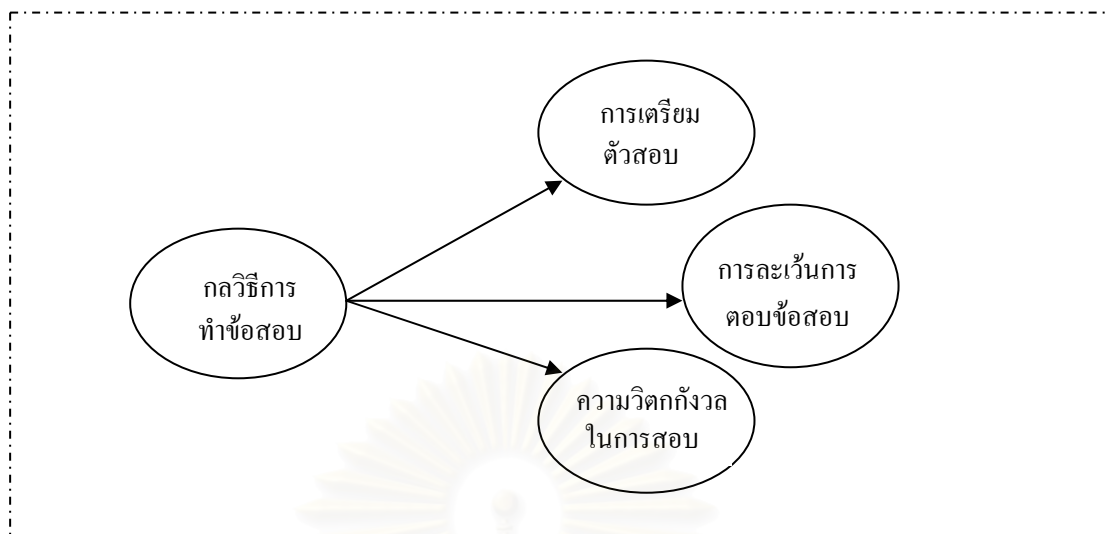 การเตรียม
ตัวสอบ
กลวิธีการ
ทำข้อสอบ
การละเว้นการ
ตอบข้อสอบ
ความวิตกกังวล
ในการสอบ